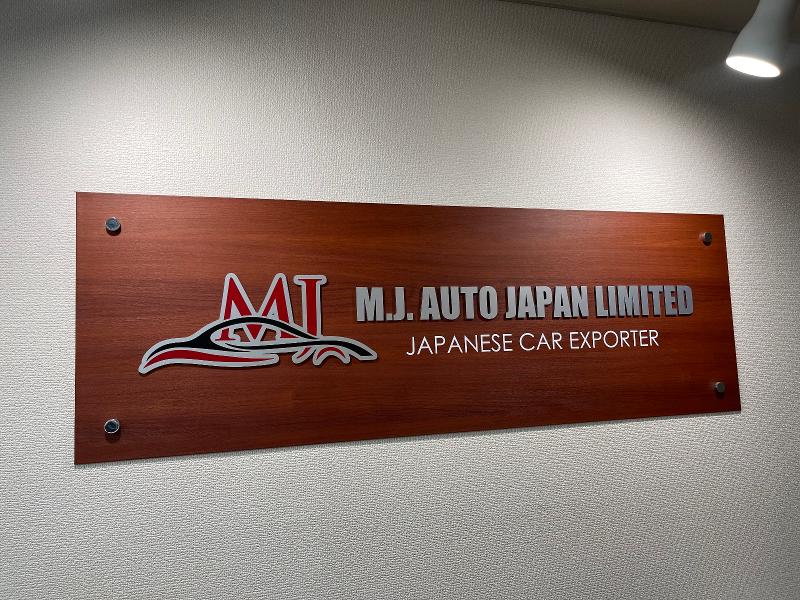 MJ
M.J. AUTO JAPAN LIMITED
JAPANESE CAR EXPORTER